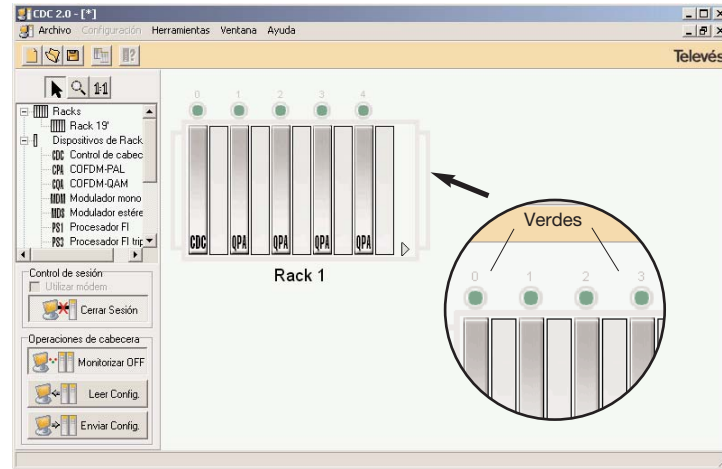 CDC 2.0 - [*]
Archivo Configuración Herramientas Ventana Ayuda
Televés
1:1
Racks
Rack 19'
Dispositivos de Rack
CDC Control de cabec
CPA COFDM-PAL
CQA COFDM-QAM
MDM Modulador mono
MDS Modulador estére
PS1 Procesador FI
PS3 Procesador FI trip
Control de sesión
Utilizar módem
Cerrar Sesión
Operaciones de cabecera
Monitorizar OFF
Leer Config.
Enviar Config.
0 1 2 3 4
CDC QPA QPA QPA QPA
Rack 1
Verdes
0 1 2 3